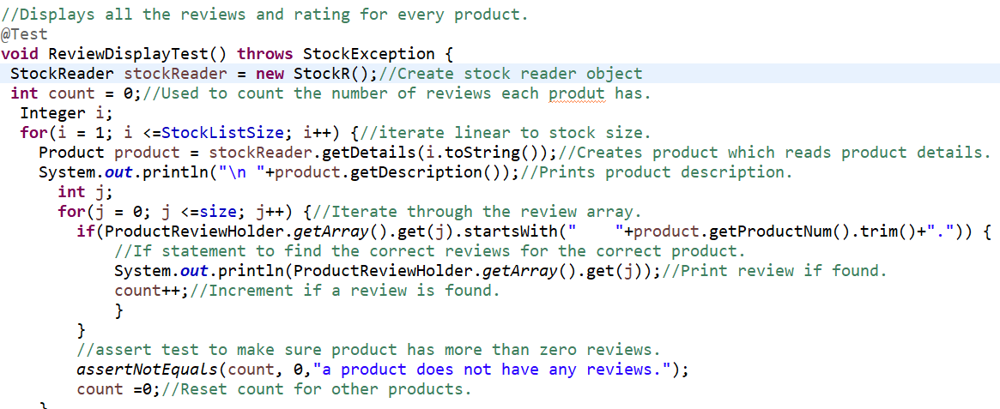 //Displays all the reviews and rating for every product.
@Test
void ReviewDisplayTest() throws StockException {
 StockReader stockReader = new StockR();//Create stock reader object
 int count = 0;//Used to count the number of reviews each produt has.
  Integer i;
  for(i = 1; i <=StockListSize; i++) {//iterate linear to stock size.
    Product product = stockReader.getDetails(i.toString());//Creates product which reads product details.
    System.out.println("\n "+product.getDescription());//Prints product description.
      int j;
      for(j = 0; j <=size; j++) {//Iterate through the review array.
        if(ProductReviewHolder.getArray().get(j).startsWith("    "+product.getProductNum().trim()+".")) {
            //If statement to find the correct reviews for the correct product.
            System.out.println(ProductReviewHolder.getArray().get(j));//Print review if found.
            count++;//Increment if a review is found.
            }
        }
        //assert test to make sure product has more than zero reviews.
        assertNotEquals(count, 0,"a product does not have any reviews.");
        count =0;//Reset count for other products.
    }